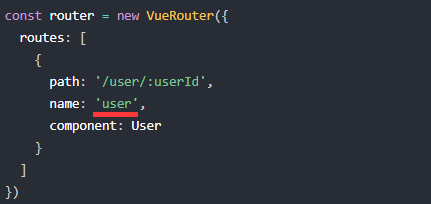 const router = new VueRouter({
  routes: [
    {
      path: '/user/:userId',
      name: 'user',
      component: User
    }
  ]
})